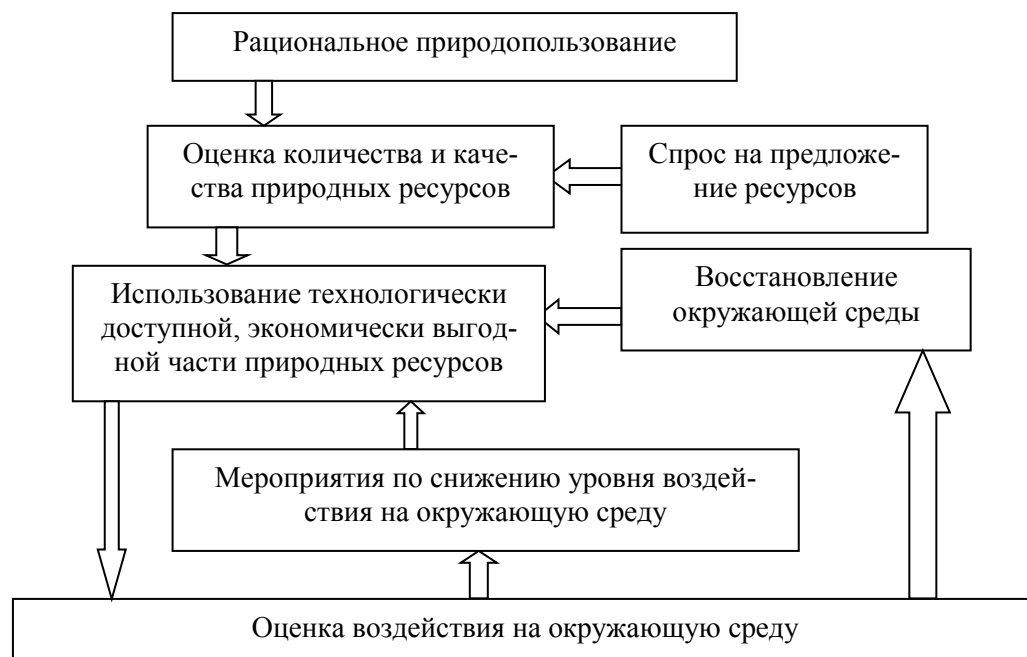 Рациональное природопользование
Оценка количества и каче-
ства природных ресурсов
Спрос на предложе-
ние ресурсов
Использование технологически
доступной, экономически выгод-
ной части природных ресурсов
Восстановление
окружающей среды
Мероприятия по снижению уровня воздей-
ствия на окружающую среду
Оценка воздействия на окружающую среду